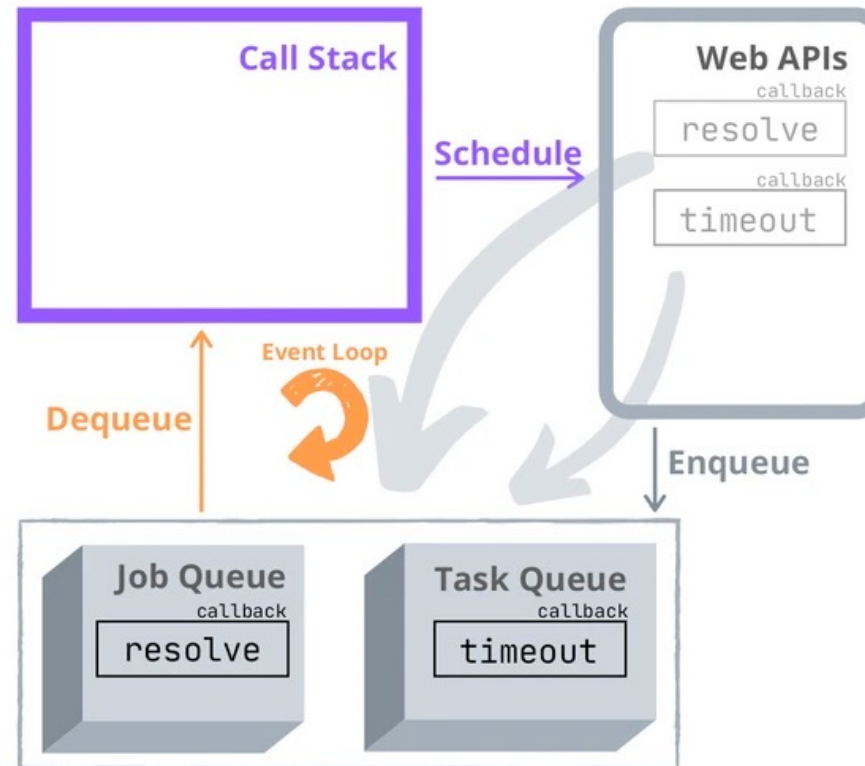 Call Stack
Web APIs
callback
resolve
Schedule
callback
timeout
Event Loop
Dequeue
Enqueue
Job Queue
callback
resolve
Task Queue
callback
timeout